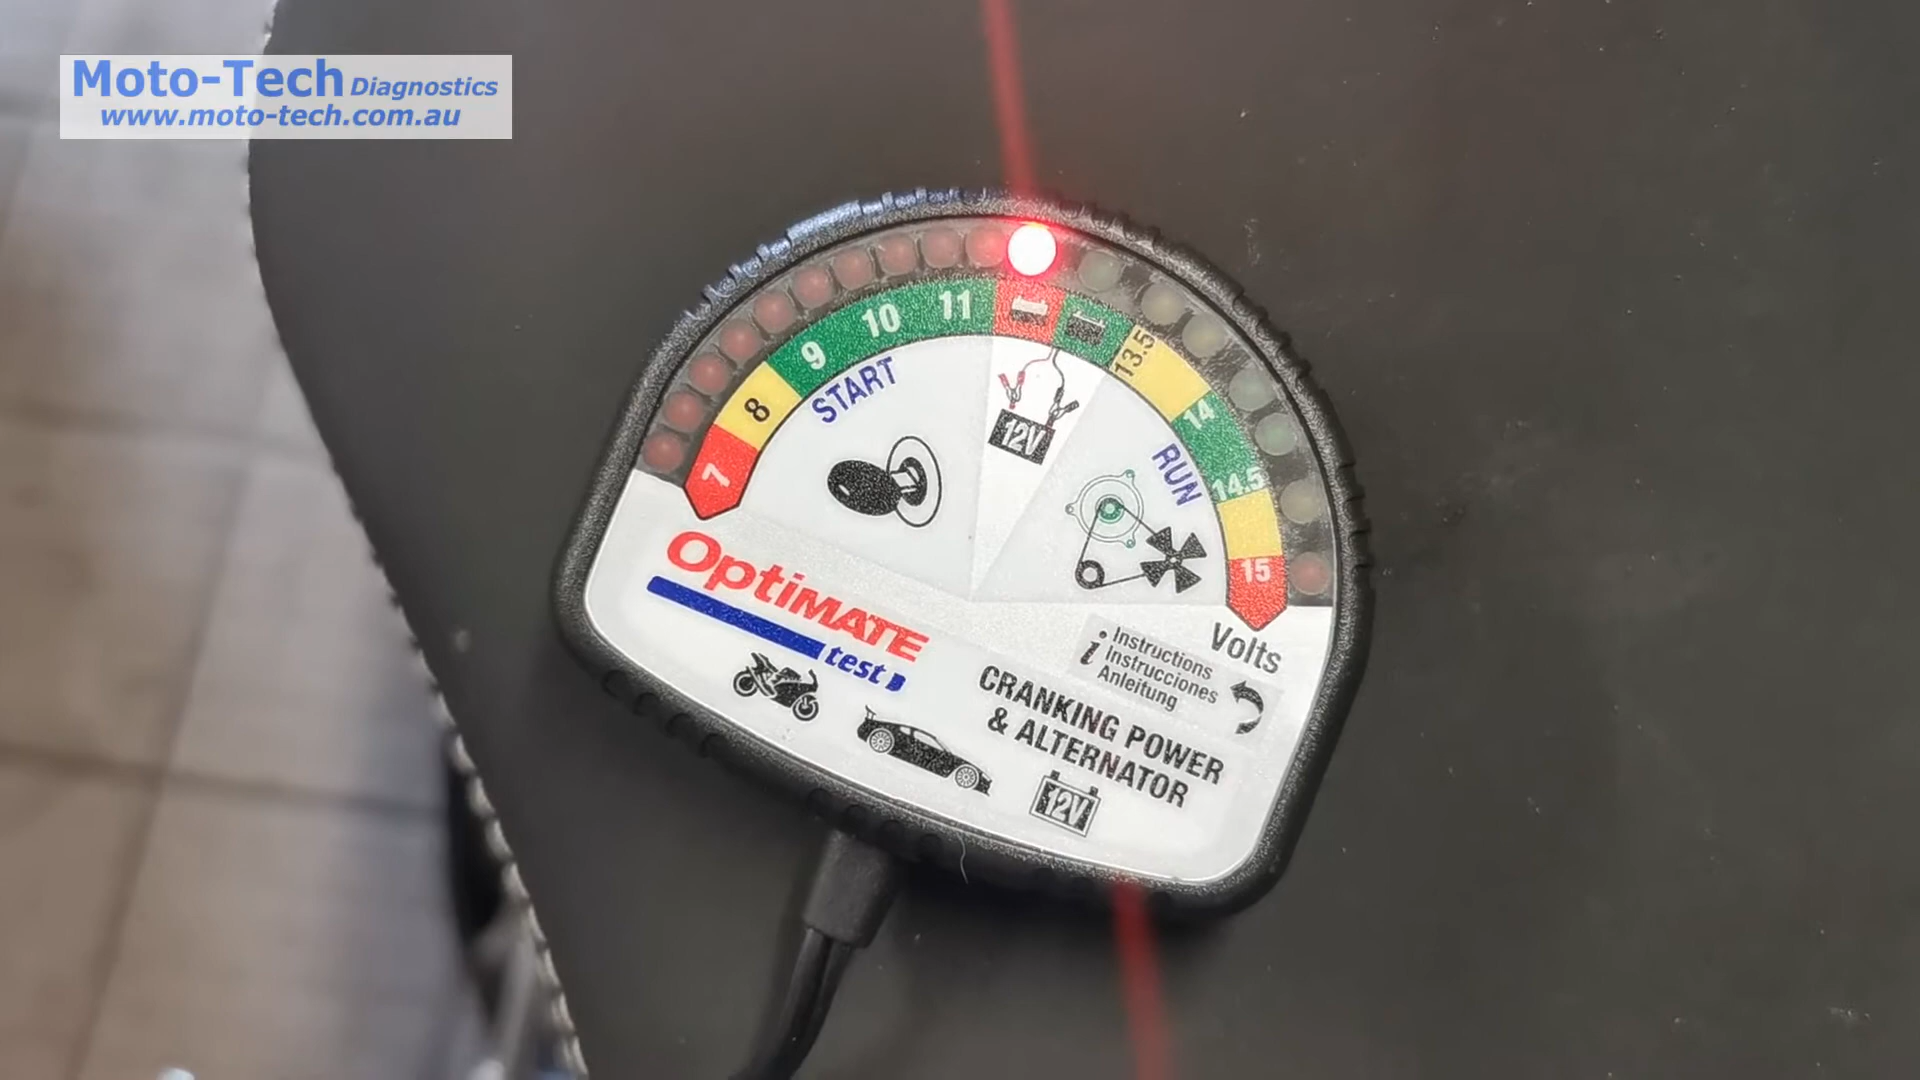 Moto-Tech Diagnostics
www.moto-tech.com.au
7
8
9
10
11
13.5
14
14.5
15
START
12V
RUN
Volts
OptiMATE
test
i Instructions
Instrucciones
Anleitung
CRANKING POWER
& ALTERNATOR
12V